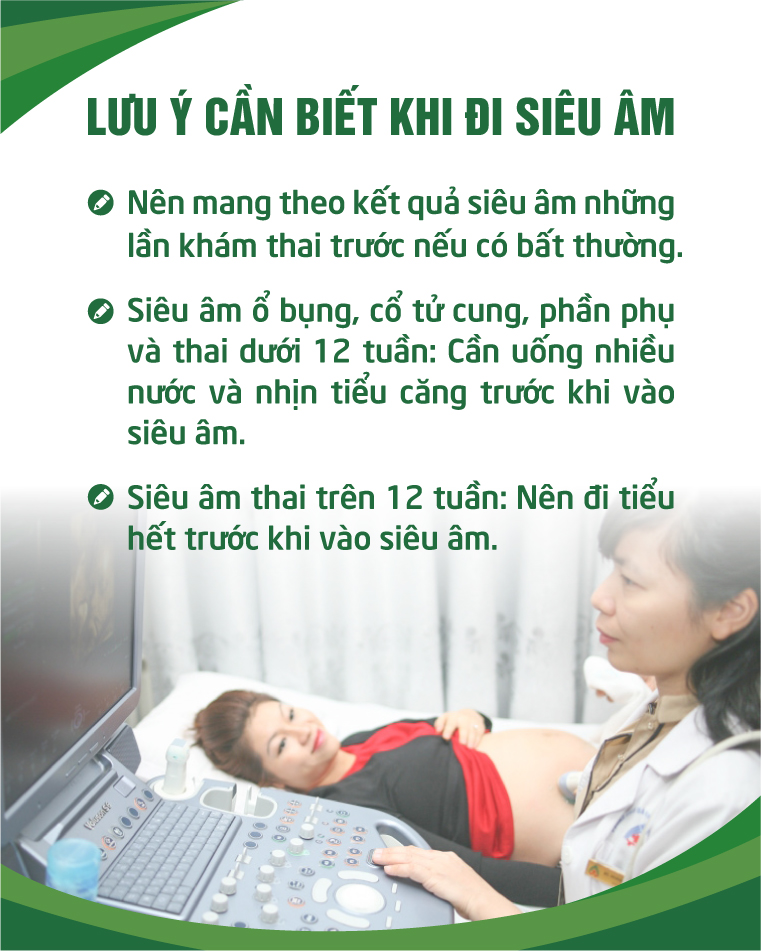 LƯU Ý CẦN BIẾT KHI ĐI SIÊU ÂM
Nên mang theo kết quả siêu âm những
lần khám thai trước nếu có bất thường.
Siêu âm ổ bụng, cổ tử cung, phần phụ
và thai dưới 12 tuần: Cần uống nhiều
nước và nhịn tiểu căng trước khi vào
siêu âm.
Siêu âm thai trên 12 tuần: Nên đi tiểu
hết trước khi vào siêu âm.